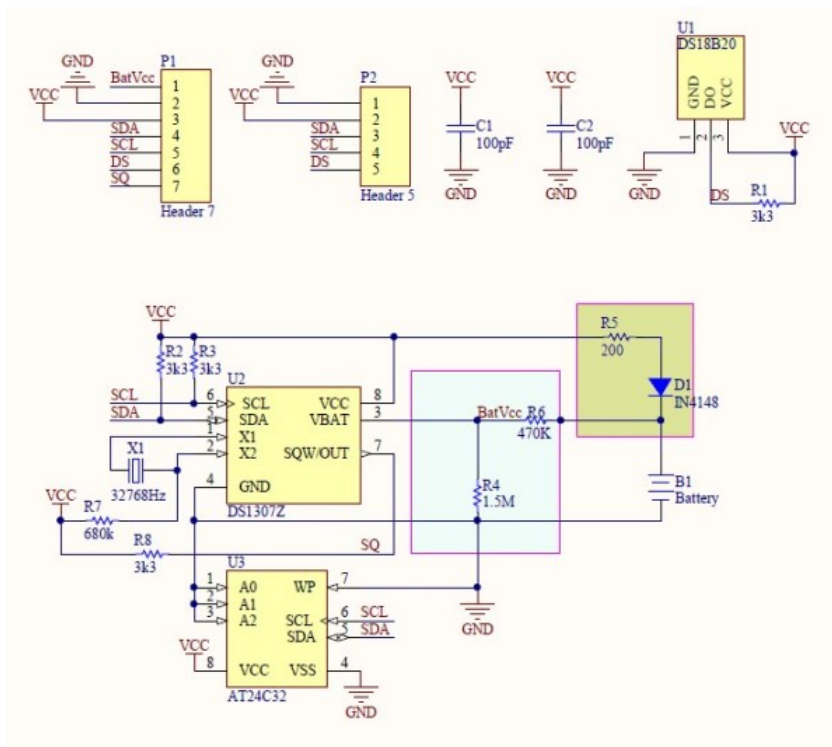 P1
GND
BatVcc
VCC
1
2
3
SDA
4
SCL
5
DS
6
SQ
7
Header 7
P2
GND
VCC
1
2
SDA
3
SCL
4
DS
5
Header 5
VCC
C1
100pF
GND
VCC
C2
100pF
GND
U1
DS18B20
GND
DO
VCC
1
2
3
VCC
GND
DS
R1
3k3
VCC
R2
3k3
R3
3k3
U2
SCL
6
SCL
VCC
8
SDA
5
SDA
VBAT
3
1
X1
2
X2
SQW/OUT
7
4
GND
DS1307Z
X1
32768Hz
VCC
R7
680k
R8
3k3
SQ
BatVcc
R6
470K
R4
1.5M
R5
200
D1
IN4148
B1
Battery
GND
U3
1
A0
WP
7
2
A1
3
A2
SCL
6
SCL
SDA
5
SDA
VCC
8
VCC
VSS
4
AT24C32
GND